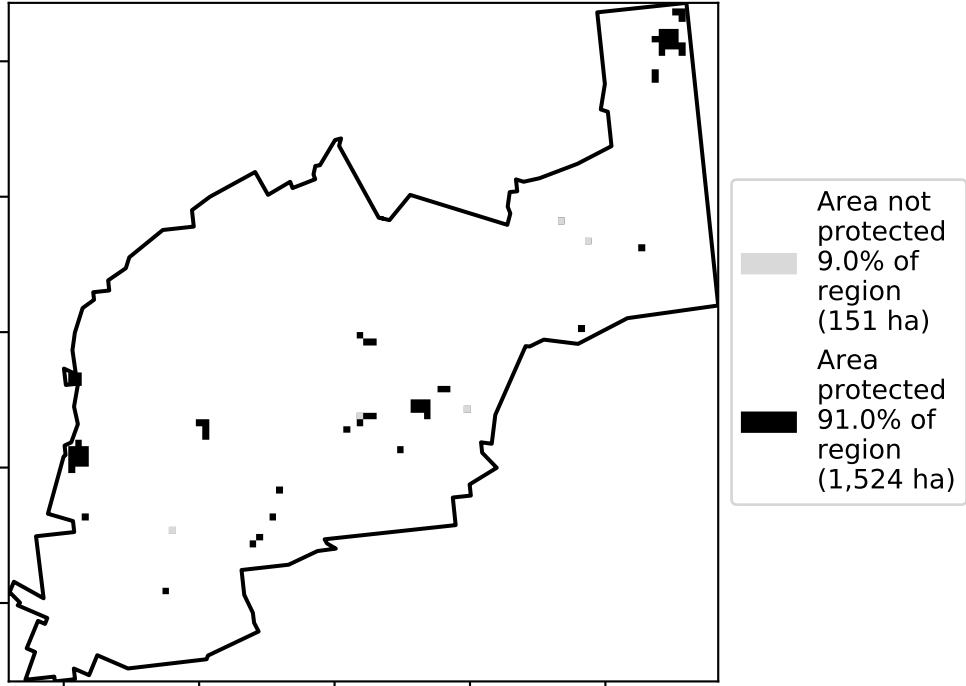 Area not
protected
9.0% of
region
(151 ha)
Area
protected
91.0% of
region
(1,524 ha)